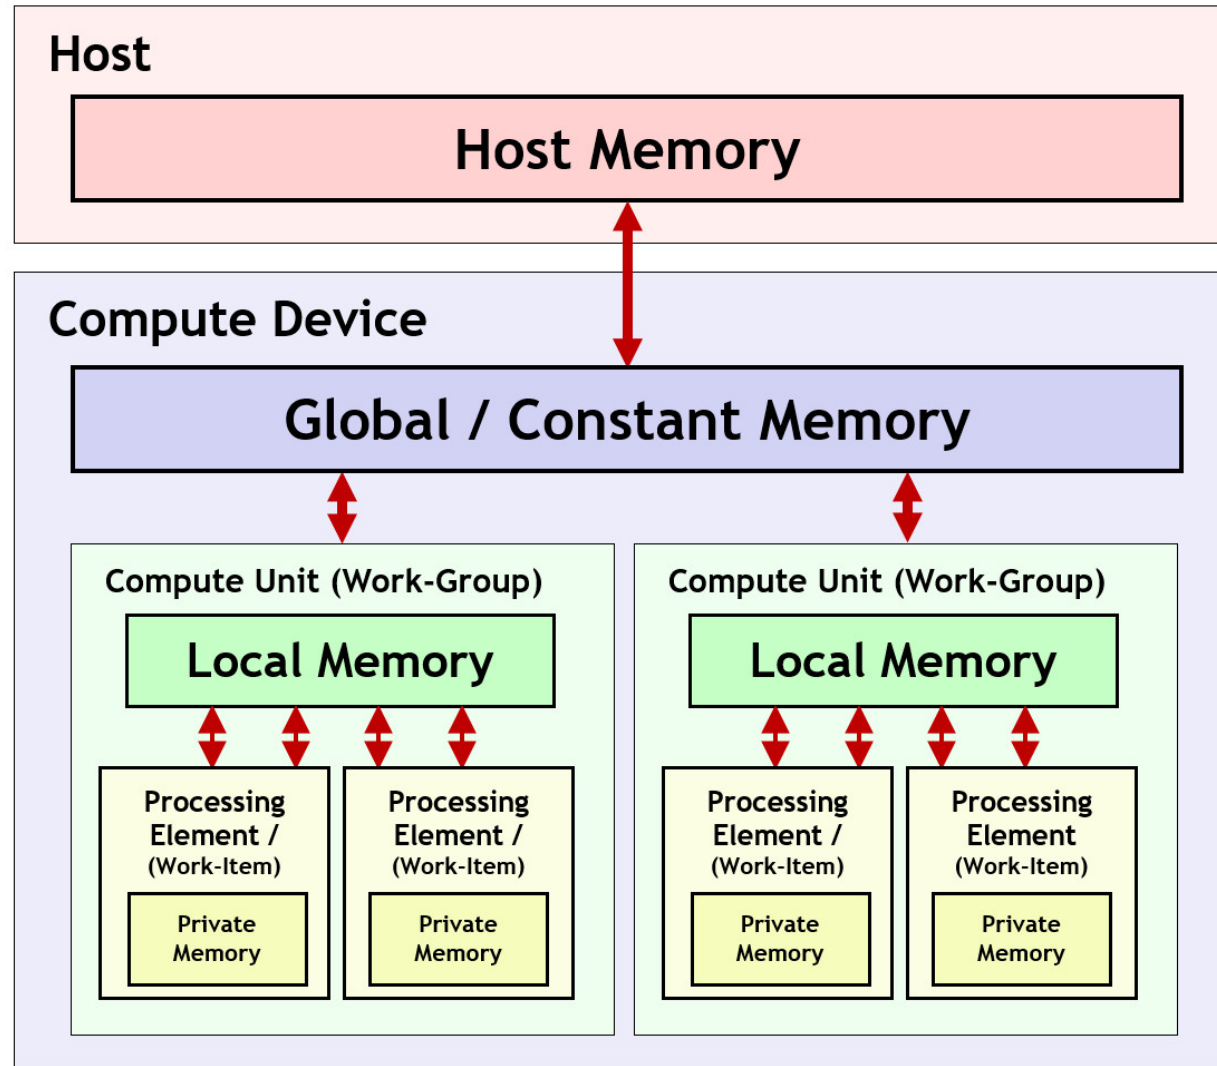 Host
Host Memory
Compute Device
Global / Constant Memory
Compute Unit (Work-Group)
Local Memory
Processing
Element /
(Work-Item)
Private
Memory
Processing
Element /
(Work-Item)
Private
Memory
Compute Unit (Work-Group)
Local Memory
Processing
Element /
(Work-Item)
Private
Memory
Processing
Element
(Work-Item)
Private
Memory